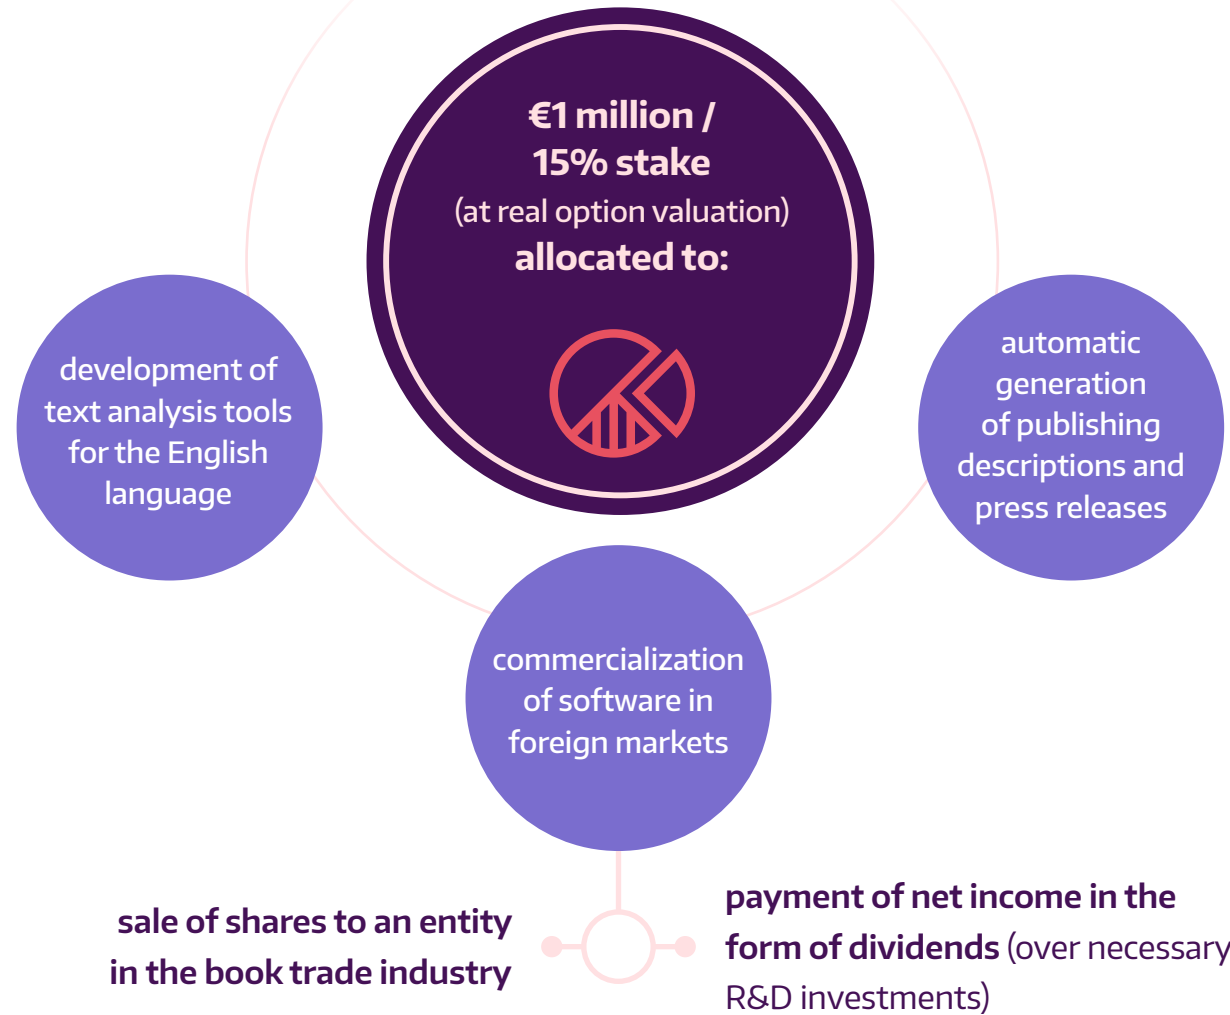 €1 million /
15% stake
(at real option valuation)
allocated to:
development of
text analysis tools
for the English
language
automatic
generation
of publishing
descriptions and
press releases
commercialization
of software in
foreign markets
sale of shares to an entity
in the book trade industry
payment of net income in the
form of dividends (over necessary
R&D investments)